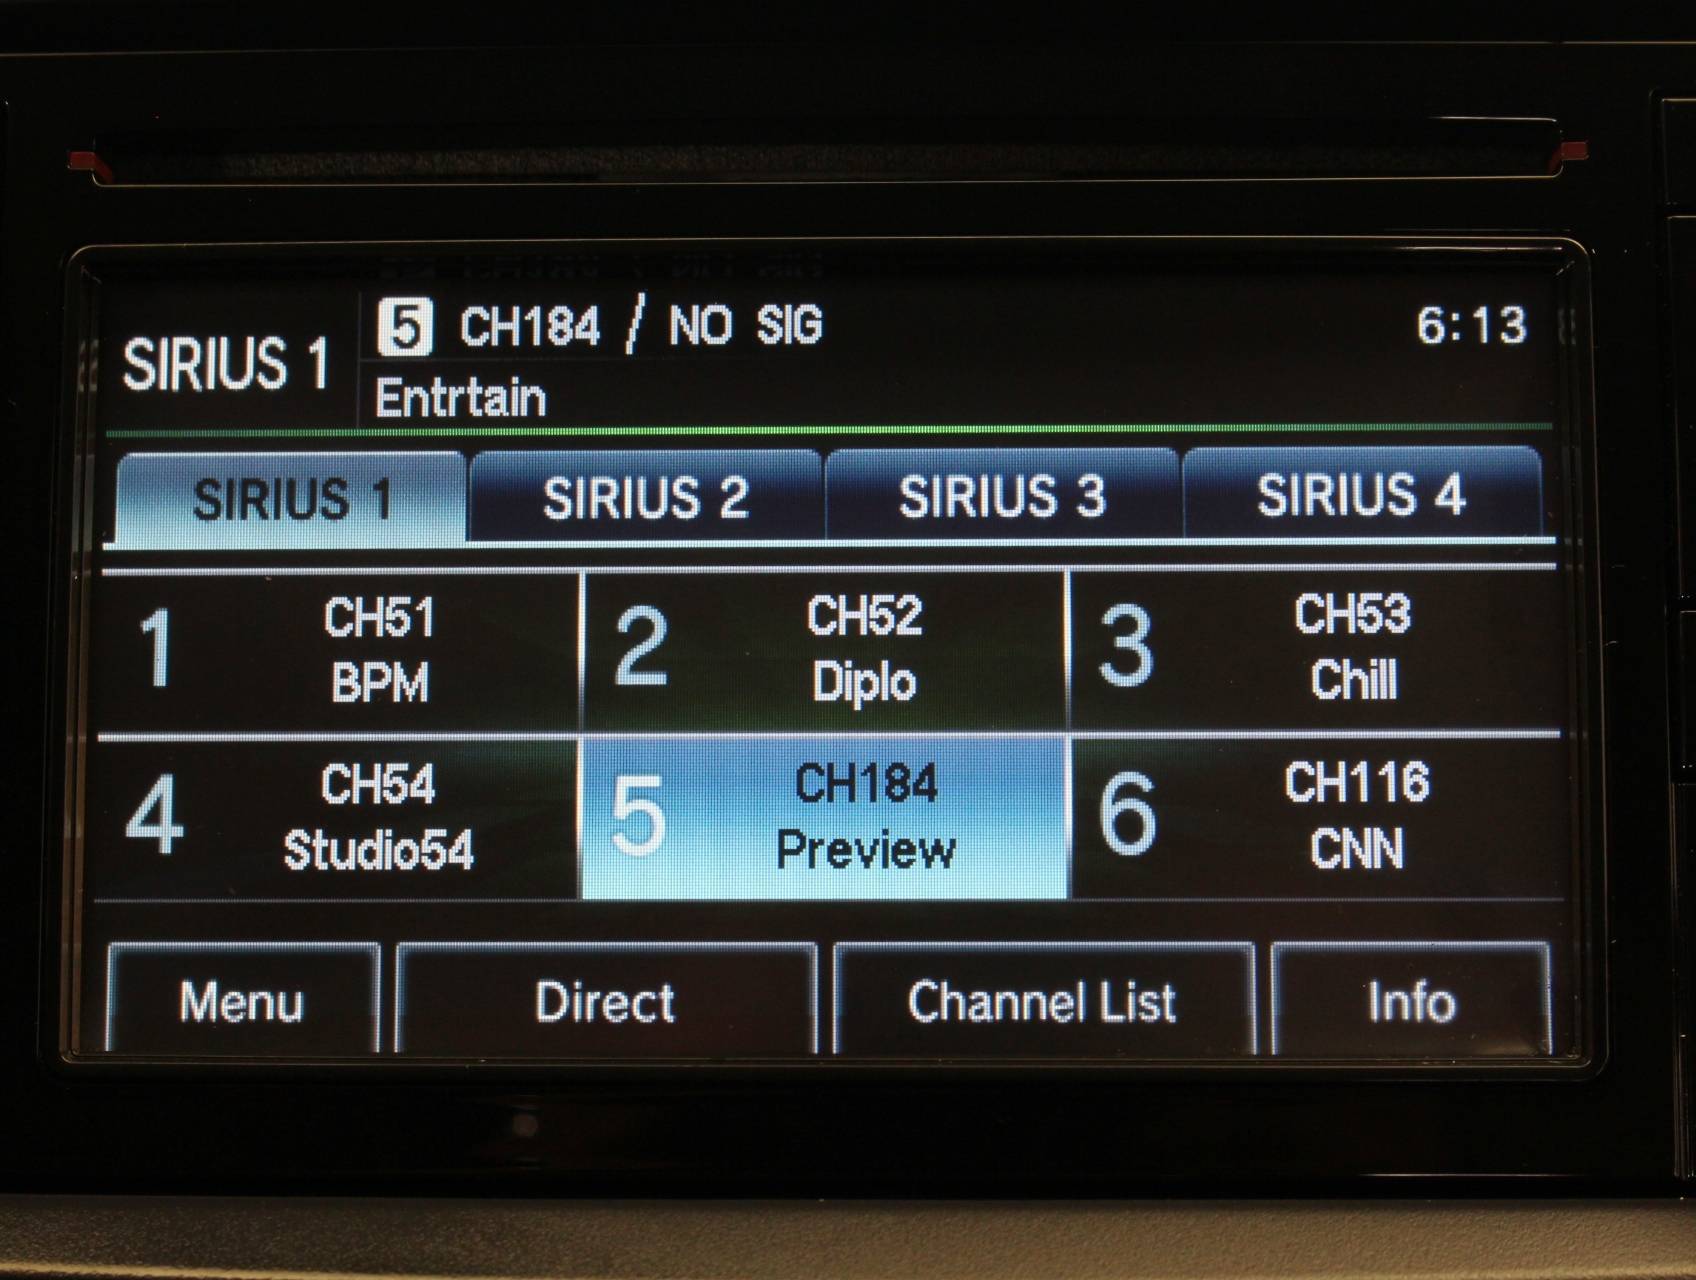 SIRIUS 1
5 CH184 / NO SIG
6:13
Entrtain
SIRIUS 1 SIRIUS 2 SIRIUS 3 SIRIUS 4
1 CH51
BPM
2 CH52
Diplo
3 CH53
Chill
4 CH54
Studio54
5 CH184
Preview
6 CH116
CNN
Menu Direct Channel List Info